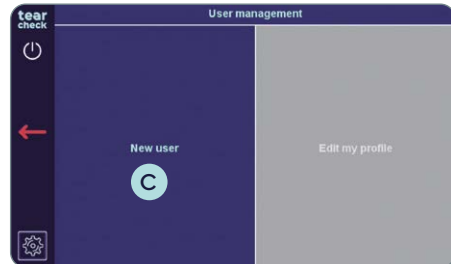 tear
check
User management
New user
Edit my profile
C